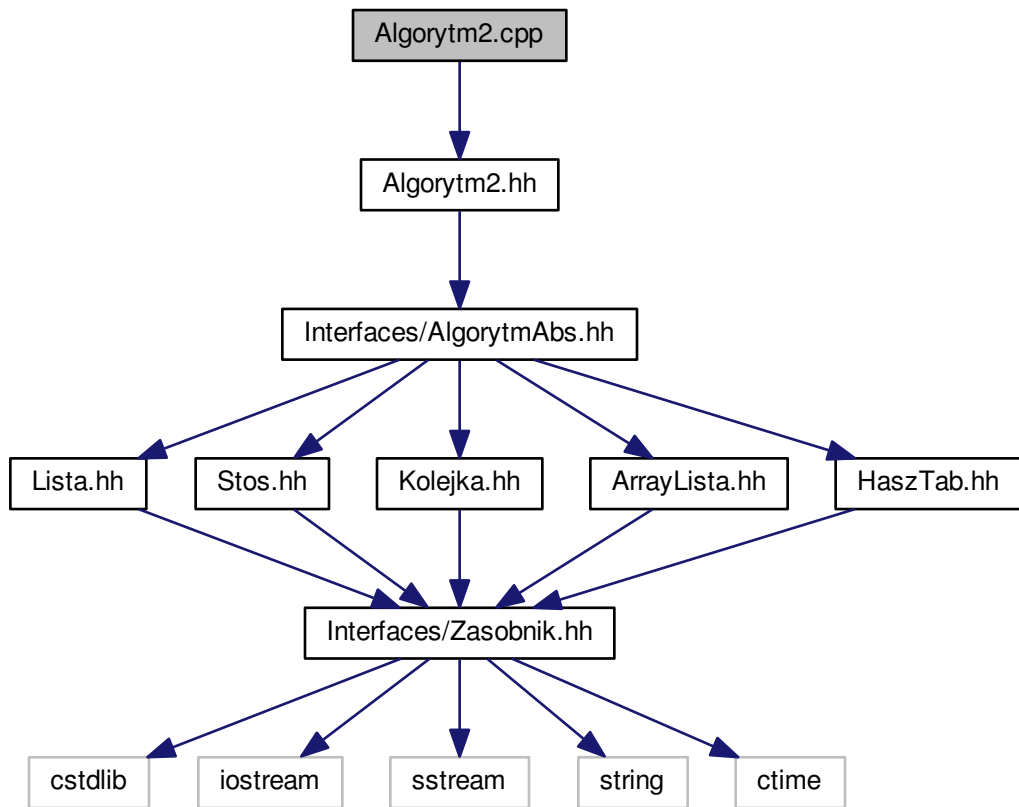 Algorytm2.cpp
Algorytm2.hh
Interfaces/AlgorytmAbs.hh
Lista.hh
Stos.hh
Kolejka.hh
ArrayLista.hh
HaszTab.hh
Interfaces/Zasobnik.hh
cstdlib
iostream
sstream
string
ctime